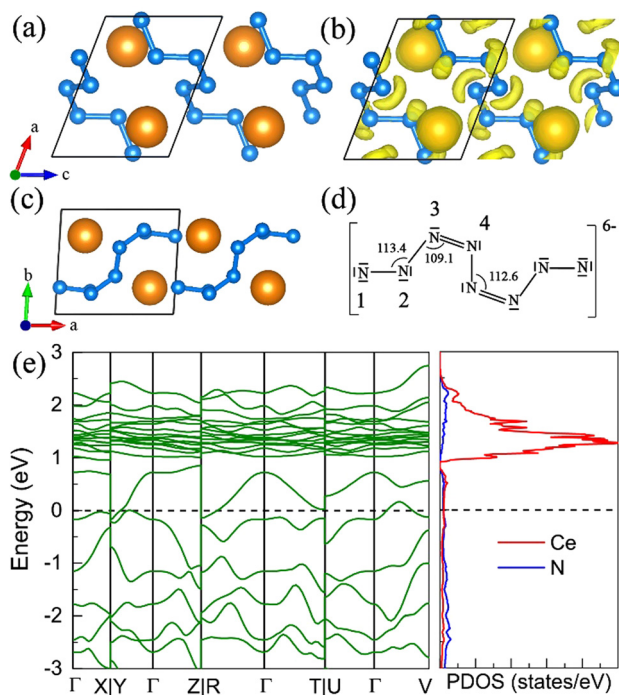 (a)
(b)
a
c
(c)
(d)
b
a
3
4
6-
N
N
113.4
109.1
N
N
N
N
112.6
N
N
1
2
(e)
3
2
1
0
-1
-2
-3
Energy (eV)
Ce
N
Γ X|Y Γ Z|R Γ T|U Γ V
PDOS (states/eV)